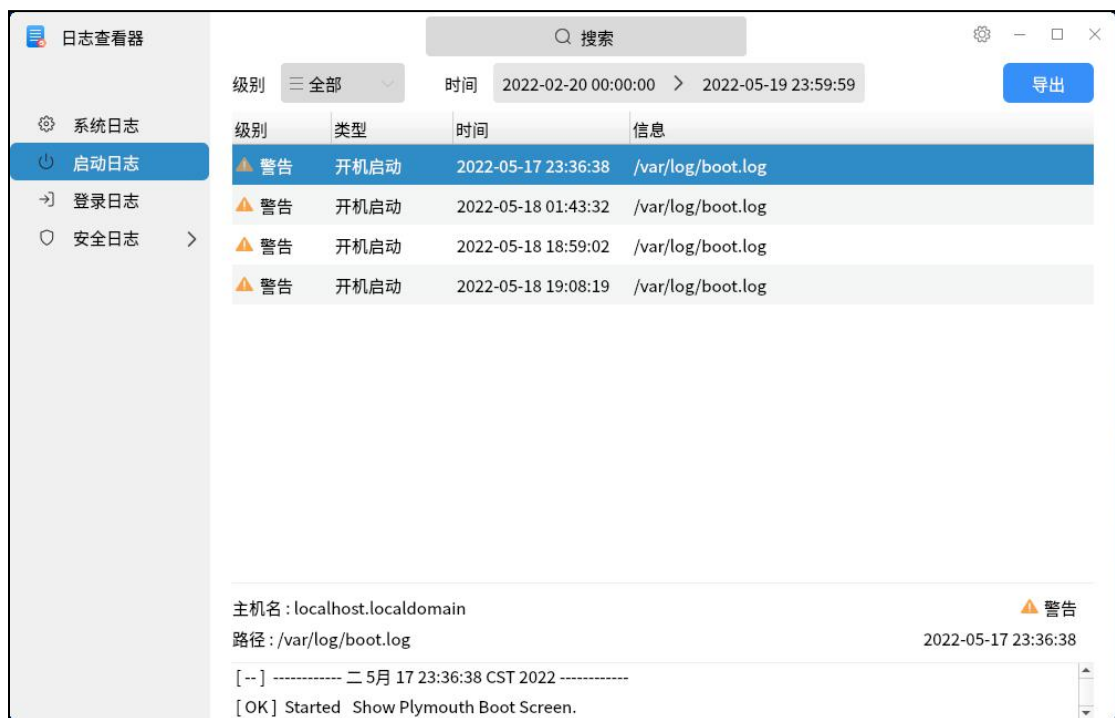 日志查看器
搜索
级别 全部 时间 2022-02-20 00:00:00 > 2022-05-19 23:59:59 导出
系统日志
启动日志
登录日志
安全日志 >
级别 类型 时间 信息
警告 开机启动 2022-05-17 23:36:38 /var/log/boot.log
警告 开机启动 2022-05-18 01:43:32 /var/log/boot.log
警告 开机启动 2022-05-18 18:59:02 /var/log/boot.log
警告 开机启动 2022-05-18 19:08:19 /var/log/boot.log
主机名 : localhost.localdomain 警告
路径 : /var/log/boot.log 2022-05-17 23:36:38
[ -- ] ------------ 二 5月 17 23:36:38 CST 2022 ------------
[ OK ] Started Show Plymouth Boot Screen.